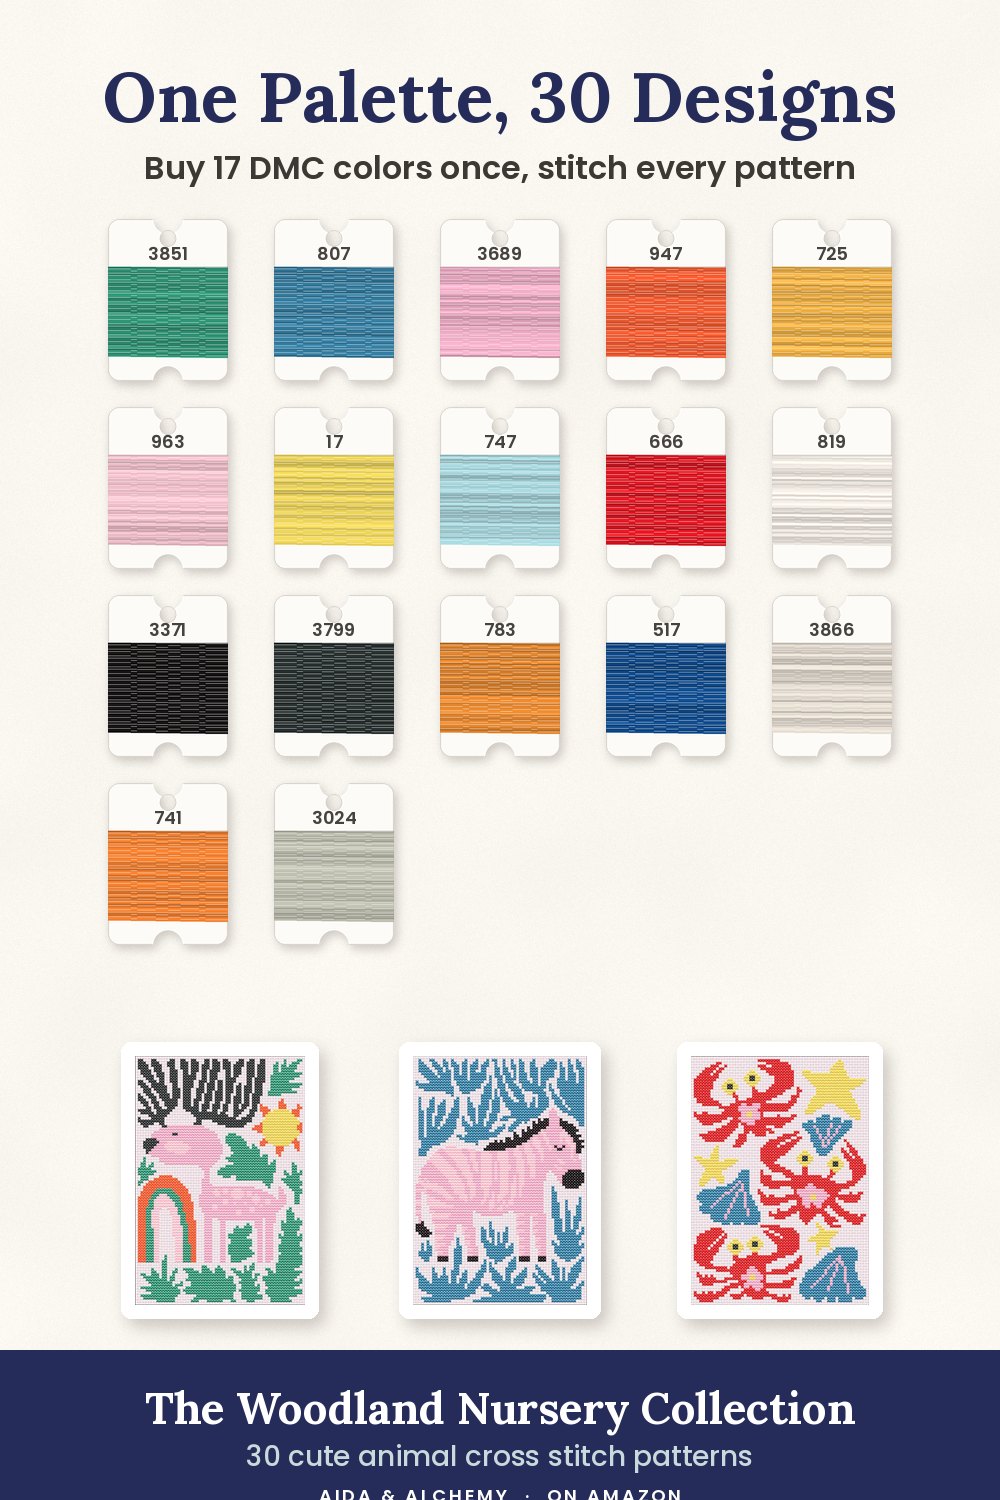 One Palette, 30 Designs
Buy 17 DMC colors once, stitch every pattern
3851 807 3689 947 725
963 17 747 666 819
3371 3799 783 517 3866
741 3024
The Woodland Nursery Collection
30 cute animal cross stitch patterns
AIDA & ALCHEMY · ON AMAZON